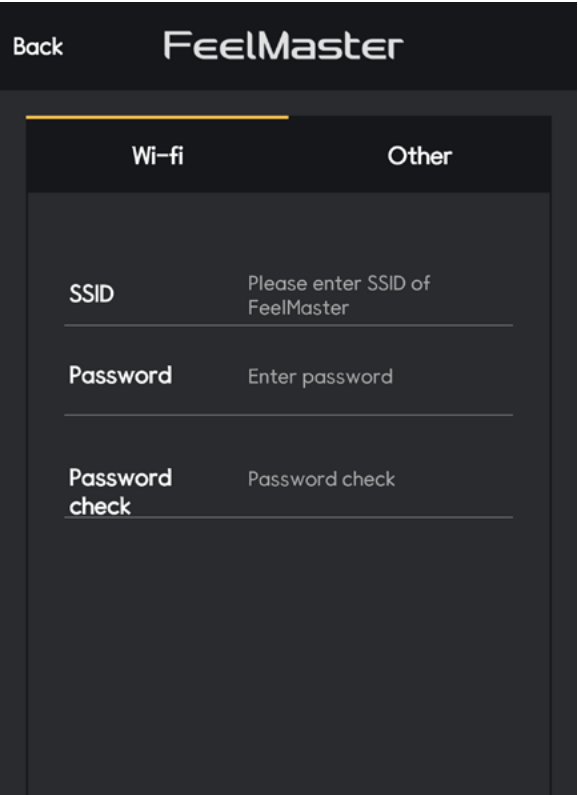 Back
FeelMaster
Wi-fi
Other
SSID
Please enter SSID of
FeelMaster
Password
Enter password
Password
check
Password check